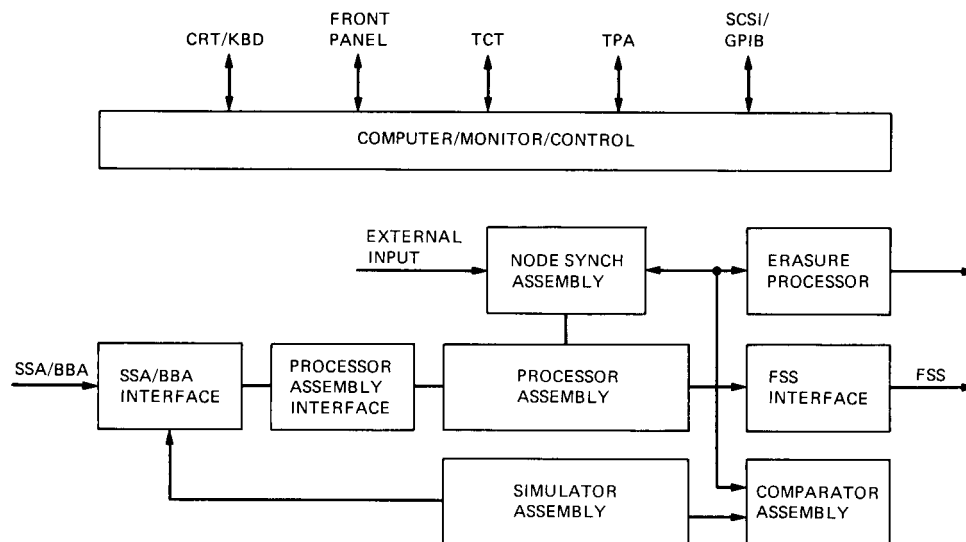 CRT/KBD
FRONT
PANEL
TCT
TPA
SCSI/
GPIB
COMPUTER/MONITOR/CONTROL
EXTERNAL
INPUT
NODE SYNCH
ASSEMBLY
ERASURE
PROCESSOR
SSA/BBA
SSA/BBA
INTERFACE
PROCESSOR
ASSEMBLY
INTERFACE
PROCESSOR
ASSEMBLY
FSS
INTERFACE
FSS
SIMULATOR
ASSEMBLY
COMPARATOR
ASSEMBLY